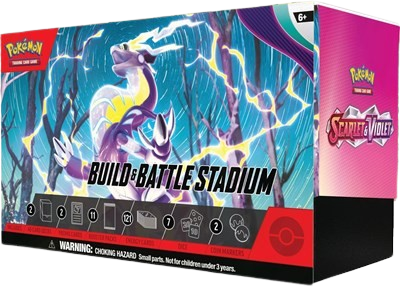 POKÉMON
TRADING CARD GAME
6+
POKÉMON
TRADING CARD GAME
SCARLET & VIOLET
BUILD & BATTLE STADIUM
2
2
11
121
7
2
WARNING: CHOKING HAZARD Small parts. Not for children under 3 years.